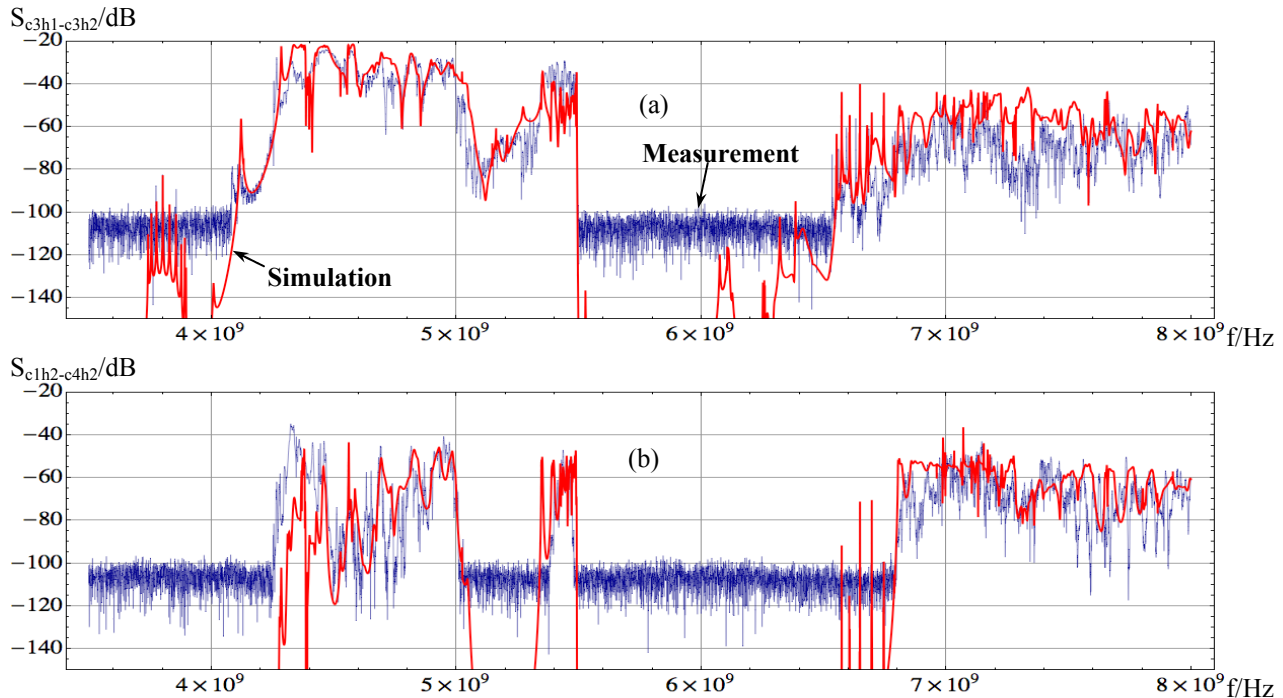 S_c3h1-c3h2/dB
−20
−40
−60
−80
−100
−120
−140
(a)
Measurement
Simulation
4 × 10^9
5 × 10^9
6 × 10^9
7 × 10^9
8 × 10^9
f/Hz
S_c1h2-c4h2/dB
−20
−40
−60
−80
−100
−120
−140
(b)
4 × 10^9
5 × 10^9
6 × 10^9
7 × 10^9
8 × 10^9
f/Hz